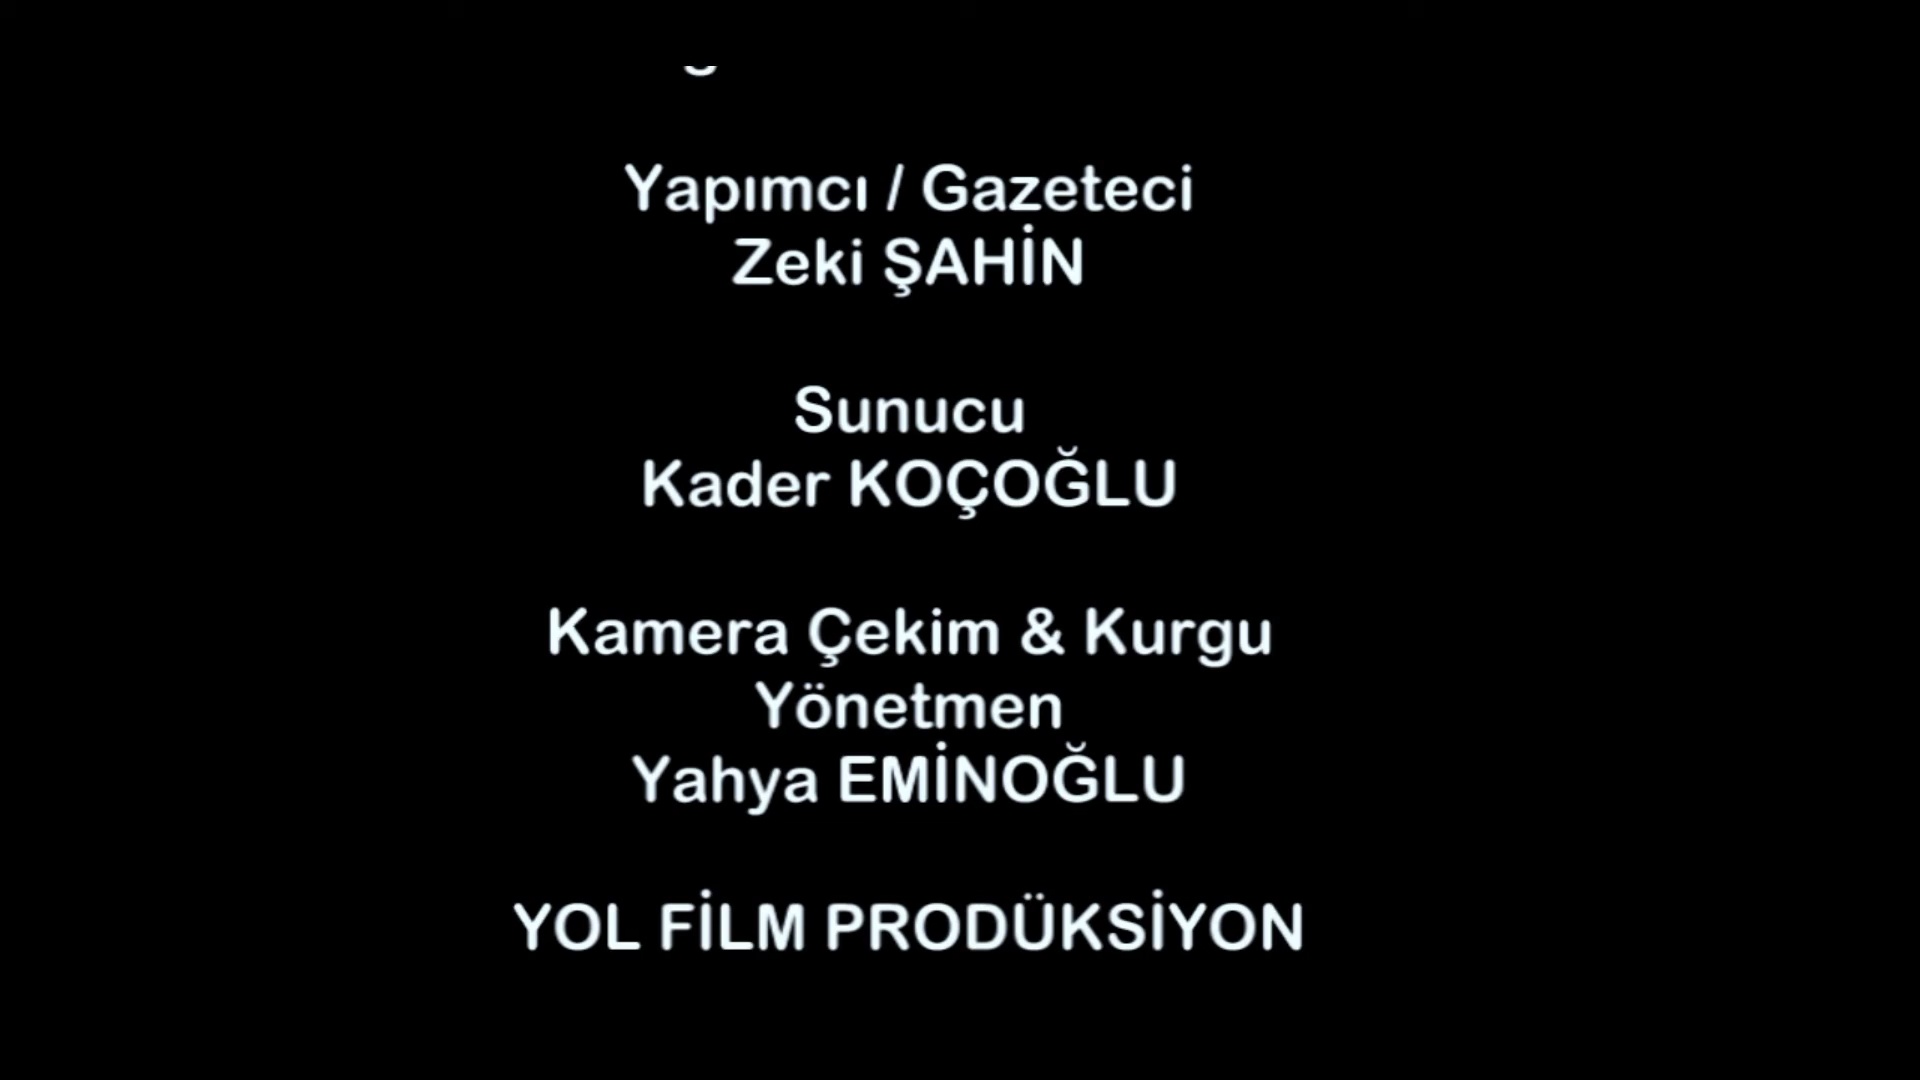 Yapımcı / Gazeteci
Zeki ŞAHİN
Sunucu
Kader KOÇOĞLU
Kamera Çekim & Kurgu
Yönetmen
Yahya EMİNOĞLU
YOL FİLM PRODÜKSİYON